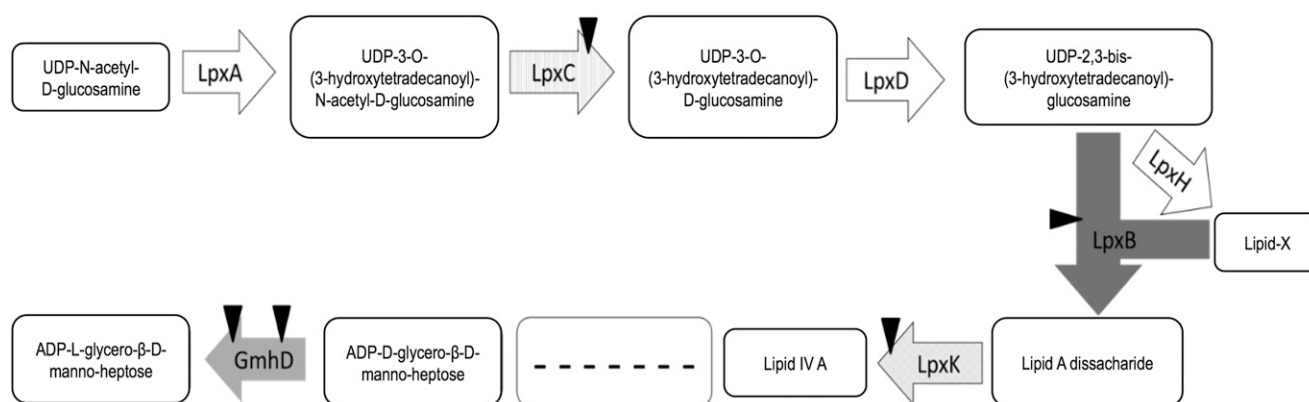 UDP-N-acetyl-
D-glucosamine
LpxA
UDP-3-O-
(3-hydroxytetradecanoyl)-
N-acetyl-D-glucosamine
LpxC
UDP-3-O-
(3-hydroxytetradecanoyl)-
D-glucosamine
LpxD
UDP-2,3-bis-
(3-hydroxytetradecanoyl)-
glucosamine
LpxH
LpxB
Lipid-X
ADP-L-glycero-β-D-
manno-heptose
GmhD
ADP-D-glycero-β-D-
manno-heptose
- - - - - - -
Lipid IV A
LpxK
Lipid A dissacharide